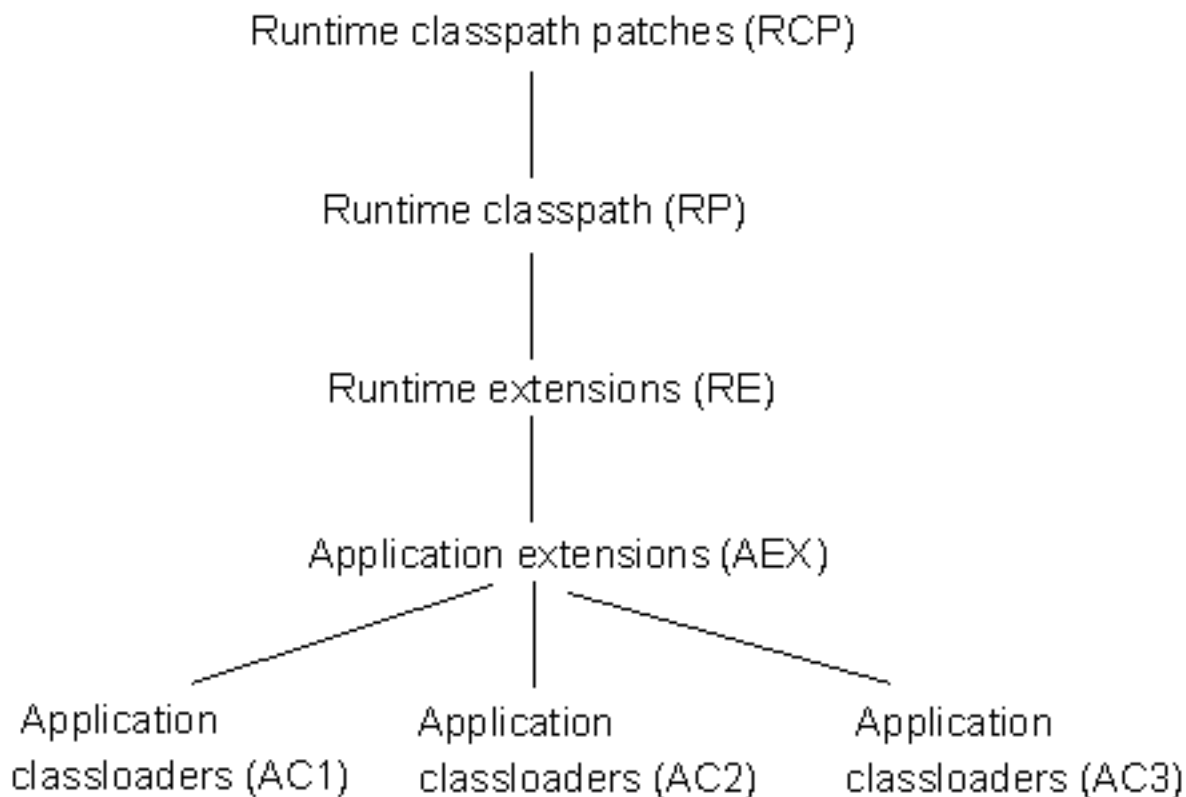 Runtime classpath patches (RCP)
Runtime classpath (RP)
Runtime extensions (RE)
Application extensions (AEX)
Application
classloaders (AC1)
Application
classloaders (AC2)
Application
classloaders (AC3)